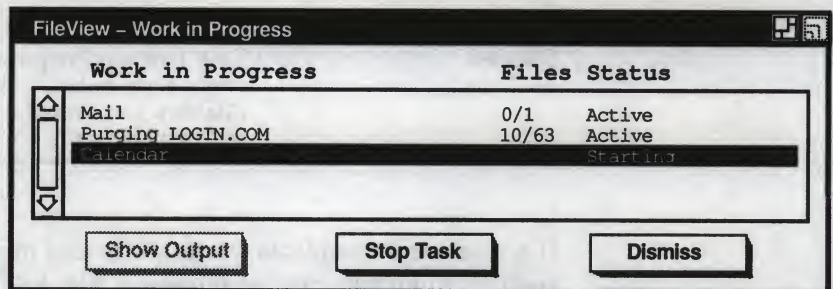 FileView – Work in Progress
Work in Progress Files Status
Mail 0/1 Active
Purging LOGIN.COM 10/63 Active
Calendar Starting
Show Output Stop Task Dismiss